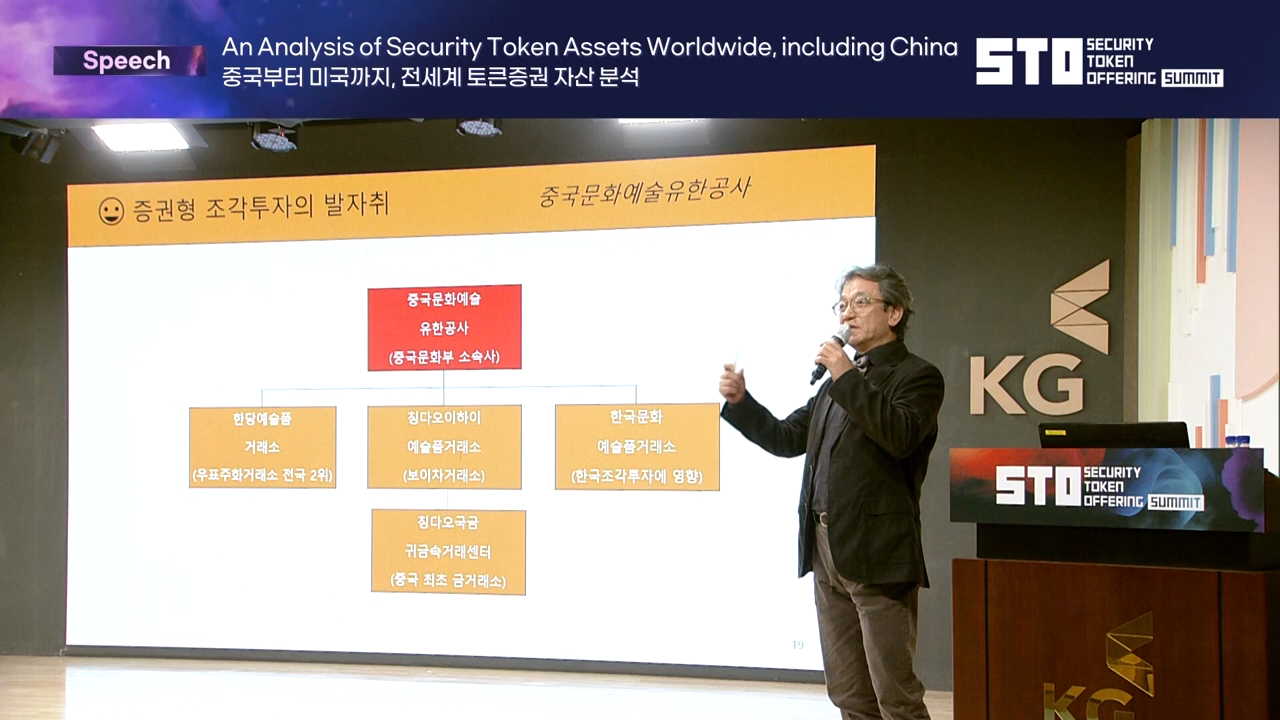 Speech
An Analysis of Security Token Assets Worldwide, including China
중국부터 미국까지, 전세계 토큰증권 자산 분석
STO SECURITY
TOKEN
OFFERING SUMMIT
증권형 조각투자의 발자취
중국문화예술유한공사
중국문화예술
유한공사
(중국문화부 소속사)
한당예술품
거래소
(우표주화거래소 전국 2위)
칭다오이하이
예술품거래소
(보이차거래소)
한국문화
예술품거래소
(한국조각투자에 영향)
칭다오국금
귀금속거래센터
(중국 최초 금거래소)
19
KG
STO SECURITY
TOKEN
OFFERING SUMMIT
KG